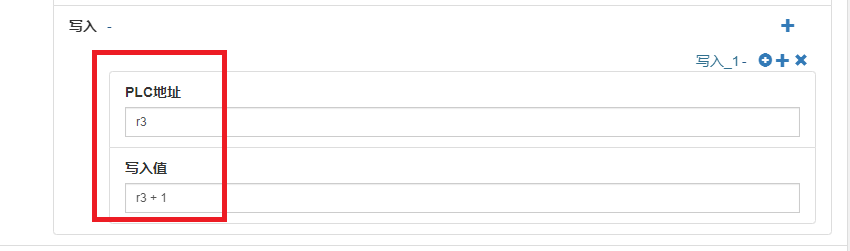 写入 -
写入_1-
PLC地址
r3
写入值
r3 + 1